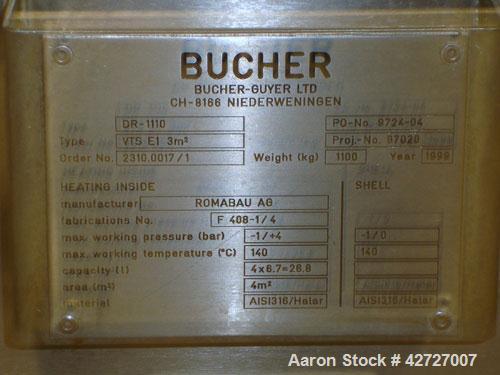 BUCHER
BUCHER-GUYER LTD
CH-8166 NIEDERWENINGEN
DR-1110 PO-No. 9724-04
Type VTS E1 3m² Proj.-No. 97020
Order No. 2310.0017/1 Weight (kg) 1100 Year 1999
HEATING INSIDE SHELL
manufacturer ROMABAU AG
fabrications No. F 408-1/4
max. working pressure (bar) -1/+4 -1/0
max. working temperature (°C) 140 140
capacity (l) 4x6.7=26.8
area (m²) 4m²
material AISI316/Halar AISI316/Halar
Aaron Stock # 42727007